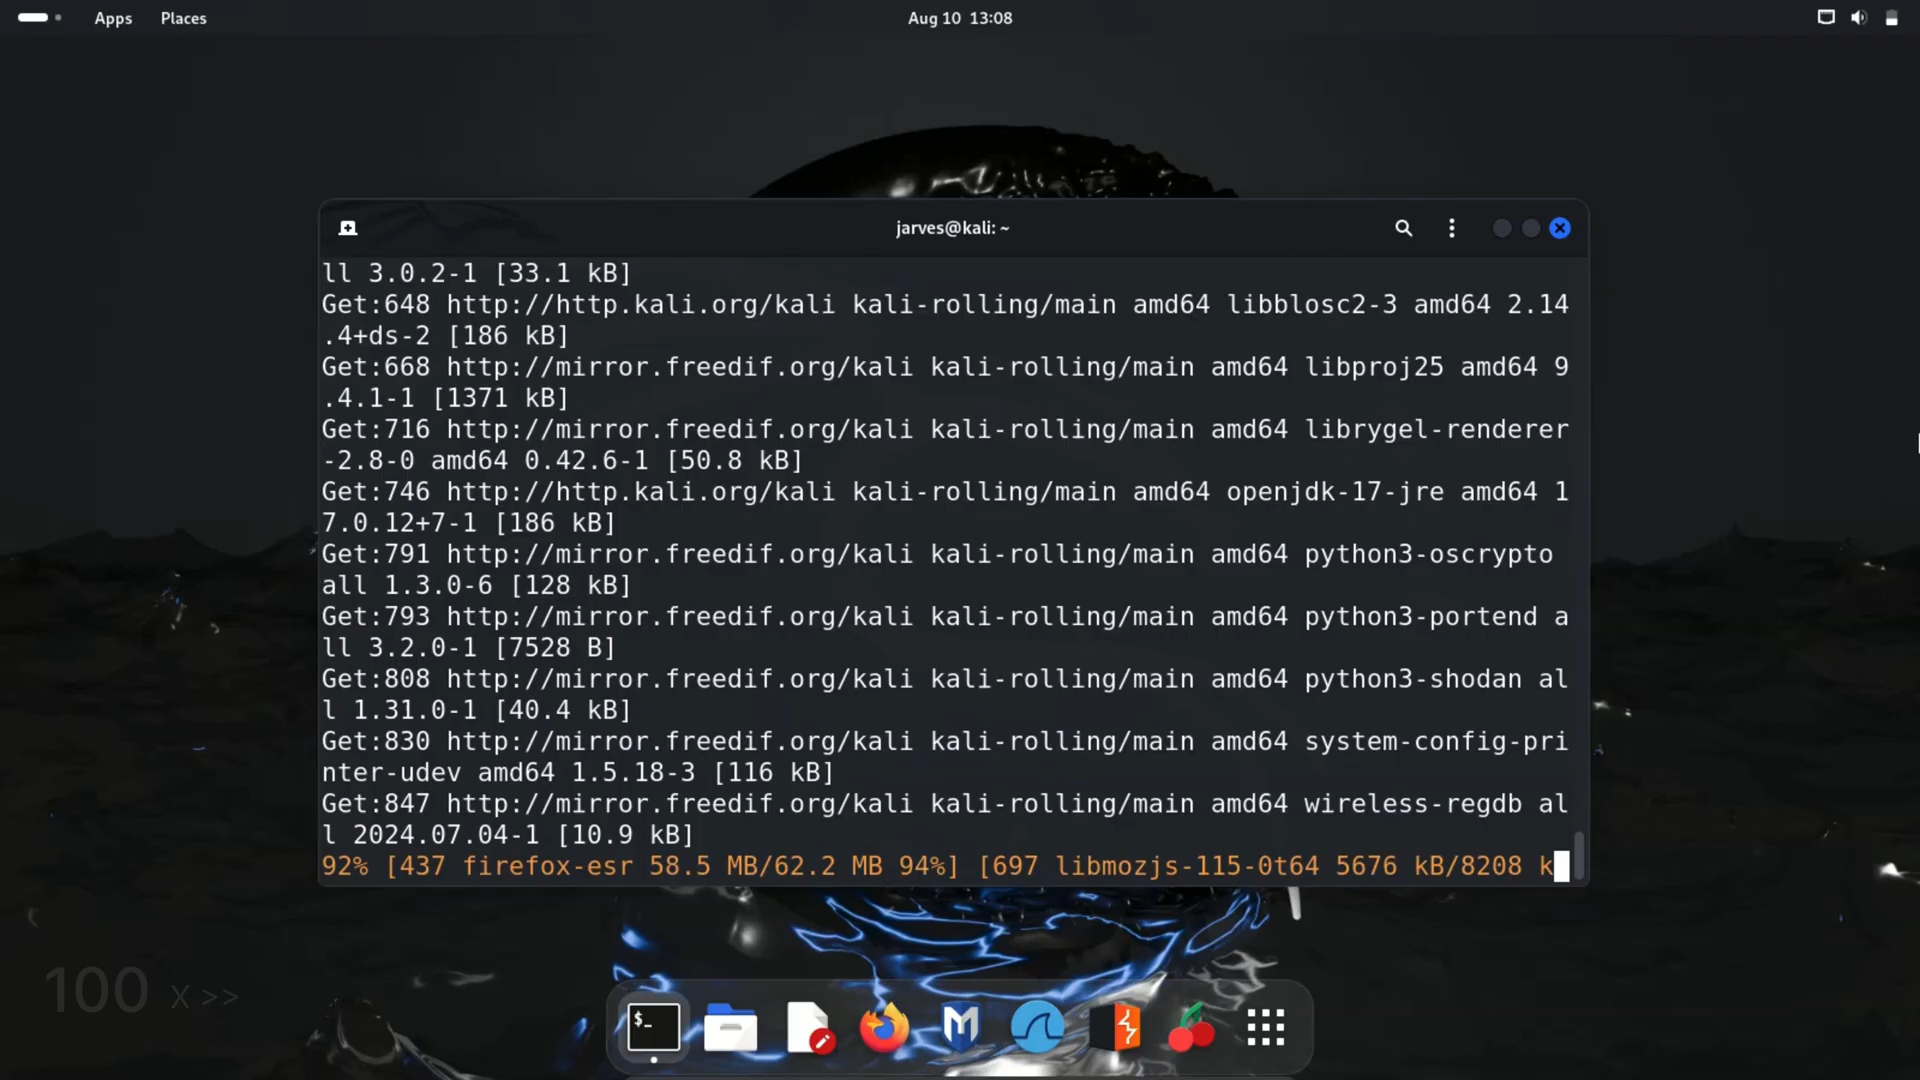 Apps Places Aug 10 13:08
jarves@kali: ~
ll 3.0.2-1 [33.1 kB]
Get:648 http://http.kali.org/kali kali-rolling/main amd64 libblosc2-3 amd64 2.14
.4+ds-2 [186 kB]
Get:668 http://mirror.freedif.org/kali kali-rolling/main amd64 libproj25 amd64 9
.4.1-1 [1371 kB]
Get:716 http://mirror.freedif.org/kali kali-rolling/main amd64 librygel-renderer
-2.8-0 amd64 0.42.6-1 [50.8 kB]
Get:746 http://http.kali.org/kali kali-rolling/main amd64 openjdk-17-jre amd64 1
7.0.12+7-1 [186 kB]
Get:791 http://mirror.freedif.org/kali kali-rolling/main amd64 python3-oscrypto
all 1.3.0-6 [128 kB]
Get:793 http://mirror.freedif.org/kali kali-rolling/main amd64 python3-portend a
ll 3.2.0-1 [7528 B]
Get:808 http://mirror.freedif.org/kali kali-rolling/main amd64 python3-shodan al
l 1.31.0-1 [40.4 kB]
Get:830 http://mirror.freedif.org/kali kali-rolling/main amd64 system-config-pri
nter-udev amd64 1.5.18-3 [116 kB]
Get:847 http://mirror.freedif.org/kali kali-rolling/main amd64 wireless-regdb al
l 2024.07.04-1 [10.9 kB]
92% [437 firefox-esr 58.5 MB/62.2 MB 94%] [697 libmozjs-115-0t64 5676 kB/8208 k
100 x >>
$_